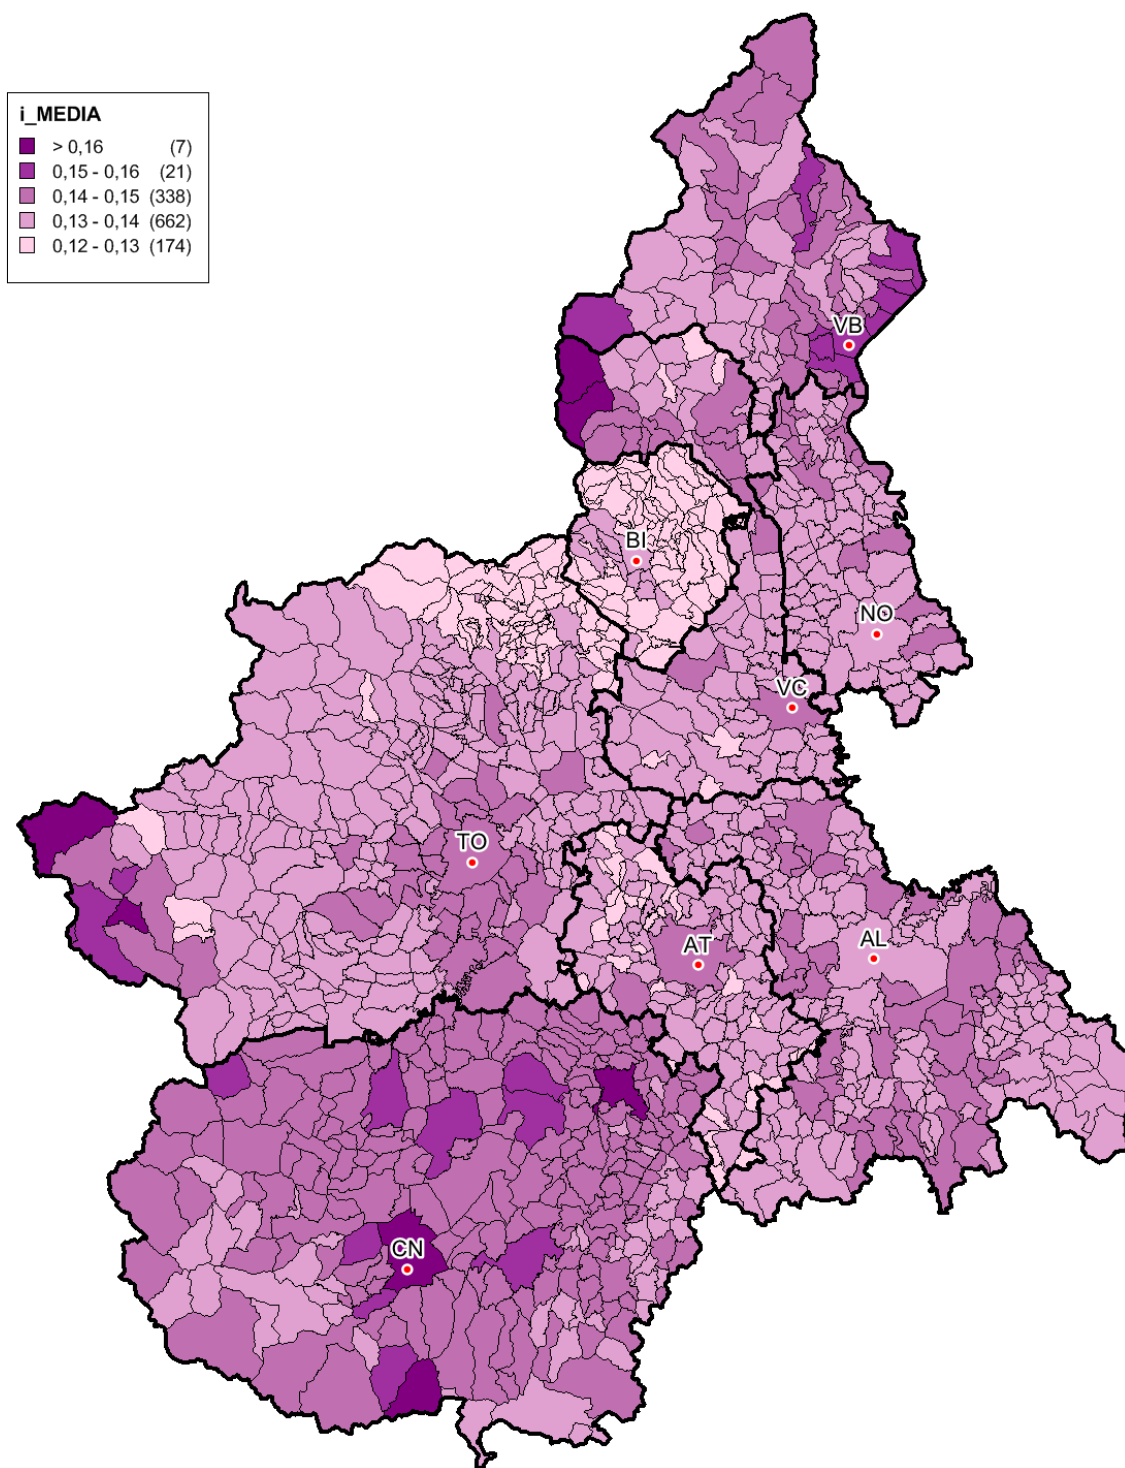 i_MEDIA
> 0,16 (7)
0,15 - 0,16 (21)
0,14 - 0,15 (338)
0,13 - 0,14 (662)
0,12 - 0,13 (174)
VB
BI
NO
VC
TO
AT
AL
CN